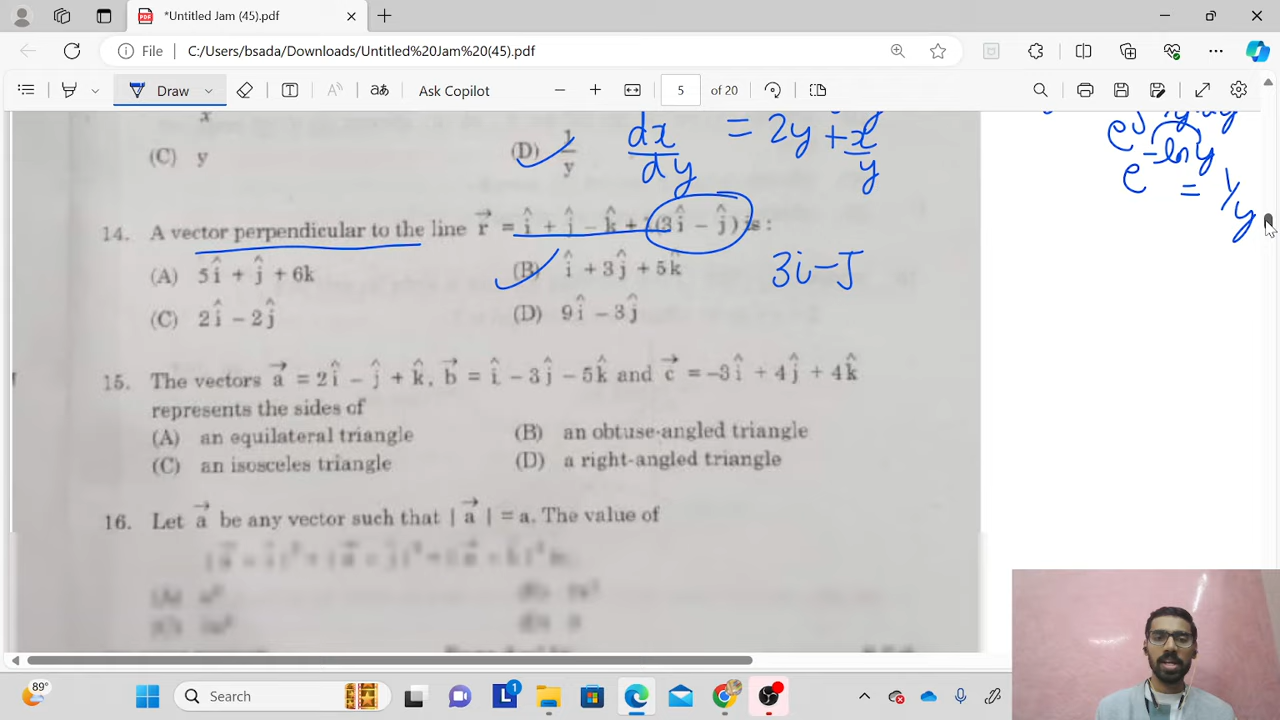 *Untitled Jam (45).pdf
File C:/Users/bsada/Downloads/Untitled%20Jam%20(45).pdf
Draw Ask Copilot 5 of 20
x
(C) y
(D) 1/y
dx/dy = 2y + x/y
e^-ln y
e = 1/y
14. A vector perpendicular to the line r⃗ = î + ĵ – k̂ + (3î – ĵ) is :
(A) 5î + ĵ + 6k (B) î + 3ĵ + 5k̂
3i-J
(C) 2î – 2ĵ (D) 9î – 3ĵ
15. The vectors a⃗ = 2î – ĵ + k̂, b⃗ = î – 3ĵ – 5k̂ and c⃗ = –3î + 4ĵ + 4k̂
represents the sides of
(A) an equilateral triangle (B) an obtuse-angled triangle
(C) an isosceles triangle (D) a right-angled triangle
16. Let a⃗ be any vector such that | a⃗ | = a. The value of
89°
Search
L 1